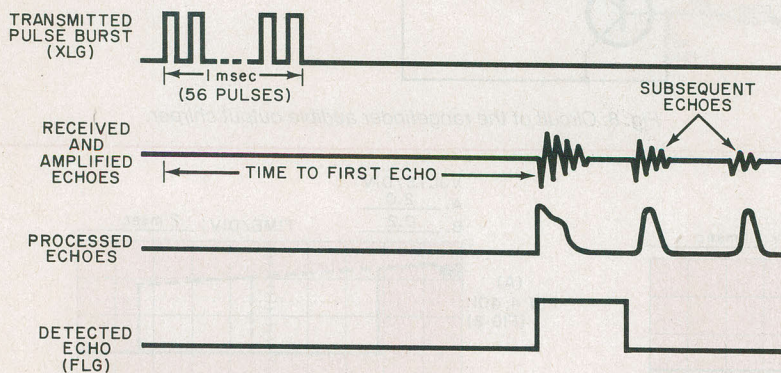 TRANSMITTED
PULSE BURST
(XLG)
1 msec
(56 PULSES)
SUBSEQUENT
ECHOES
RECEIVED
AND
AMPLIFIED
ECHOES
TIME TO FIRST ECHO
PROCESSED
ECHOES
DETECTED
ECHO
(FLG)